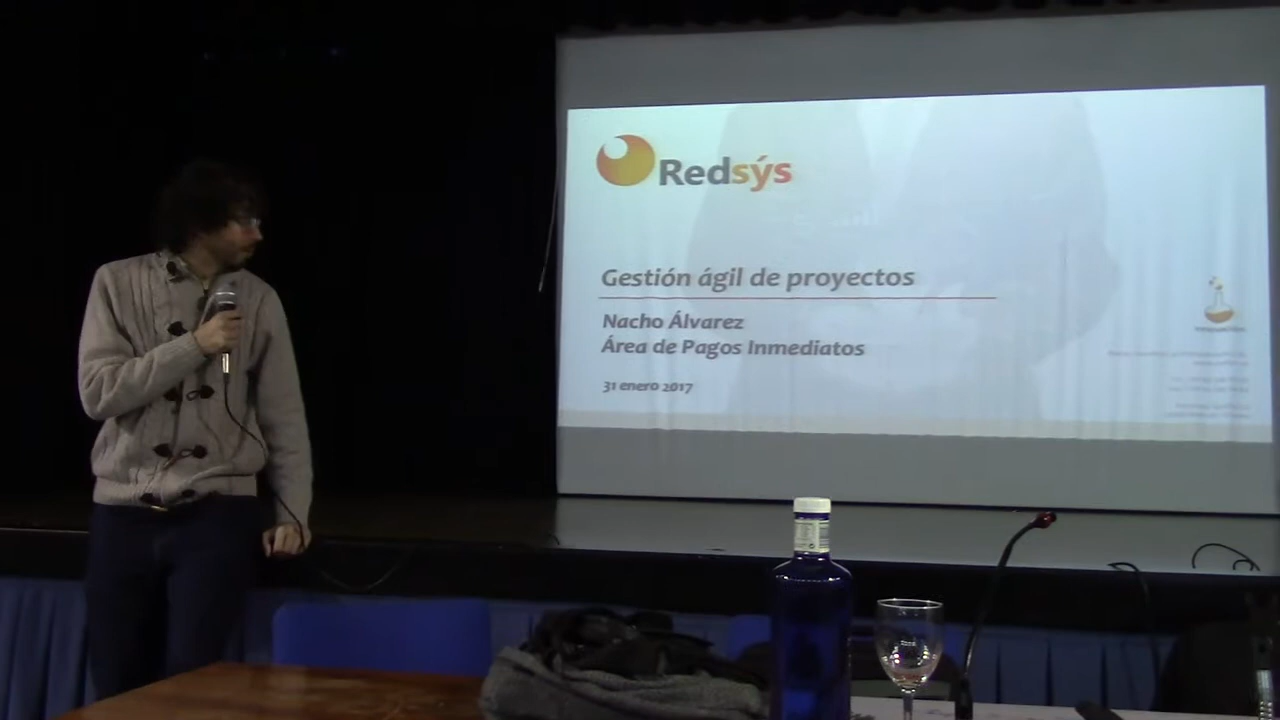 Redsýs
Gestión ágil de proyectos
Nacho Álvarez
Área de Pagos Inmediatos
31 enero 2017